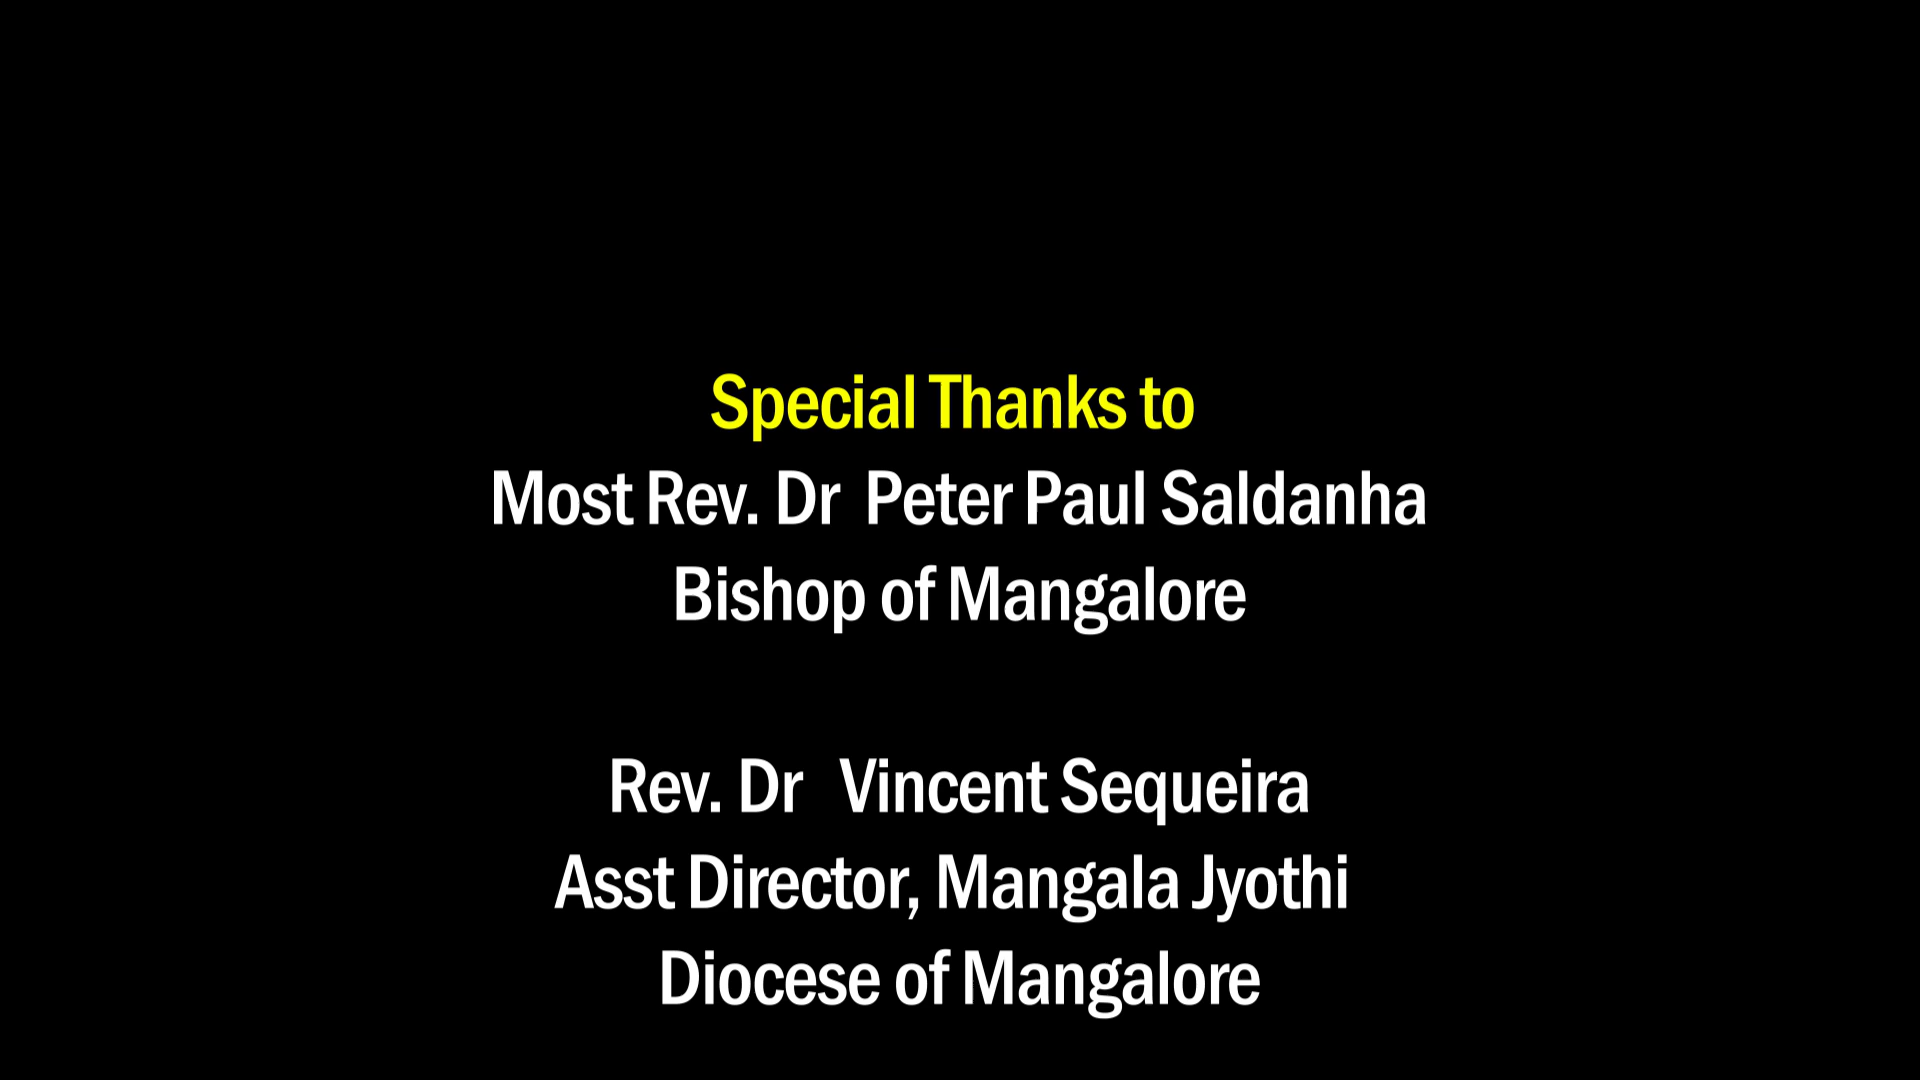 Special Thanks to
Most Rev. Dr  Peter Paul Saldanha
Bishop of Mangalore
Rev. Dr   Vincent Sequeira
Asst Director, Mangala Jyothi
Diocese of Mangalore